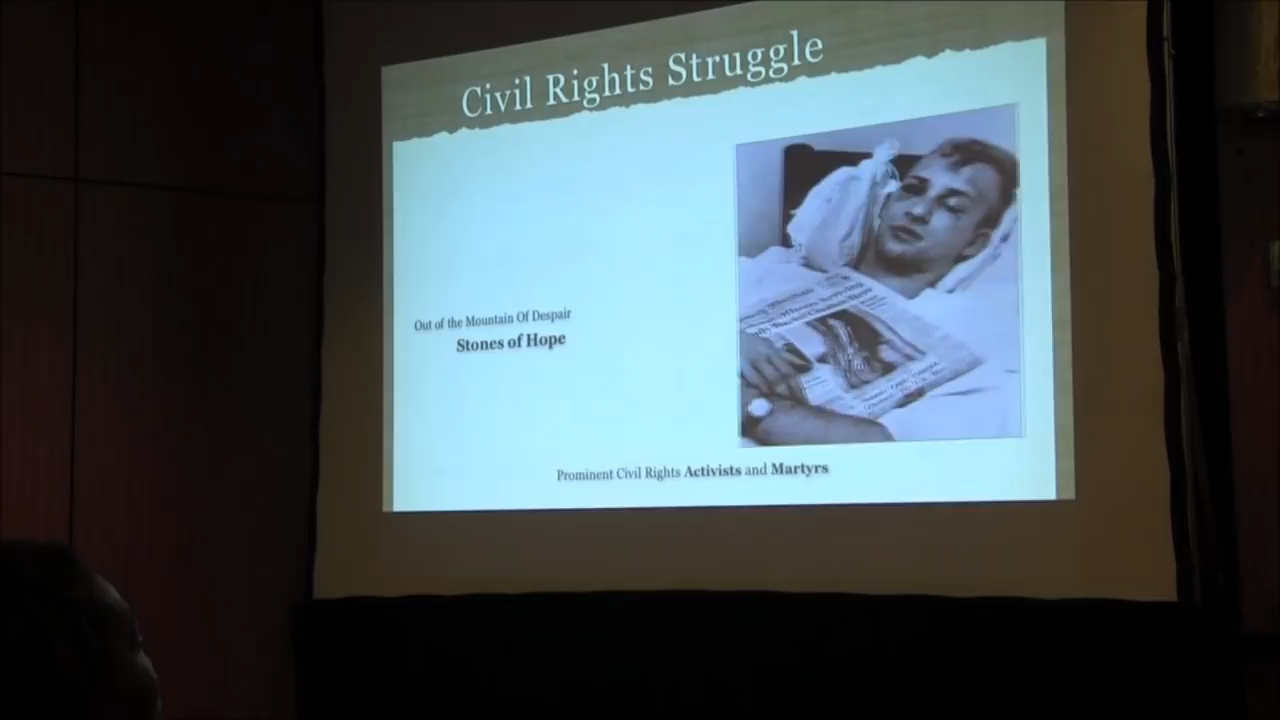 Civil Rights Struggle
Out of the Mountain Of Despair
Stones of Hope
Prominent Civil Rights Activists and Martyrs